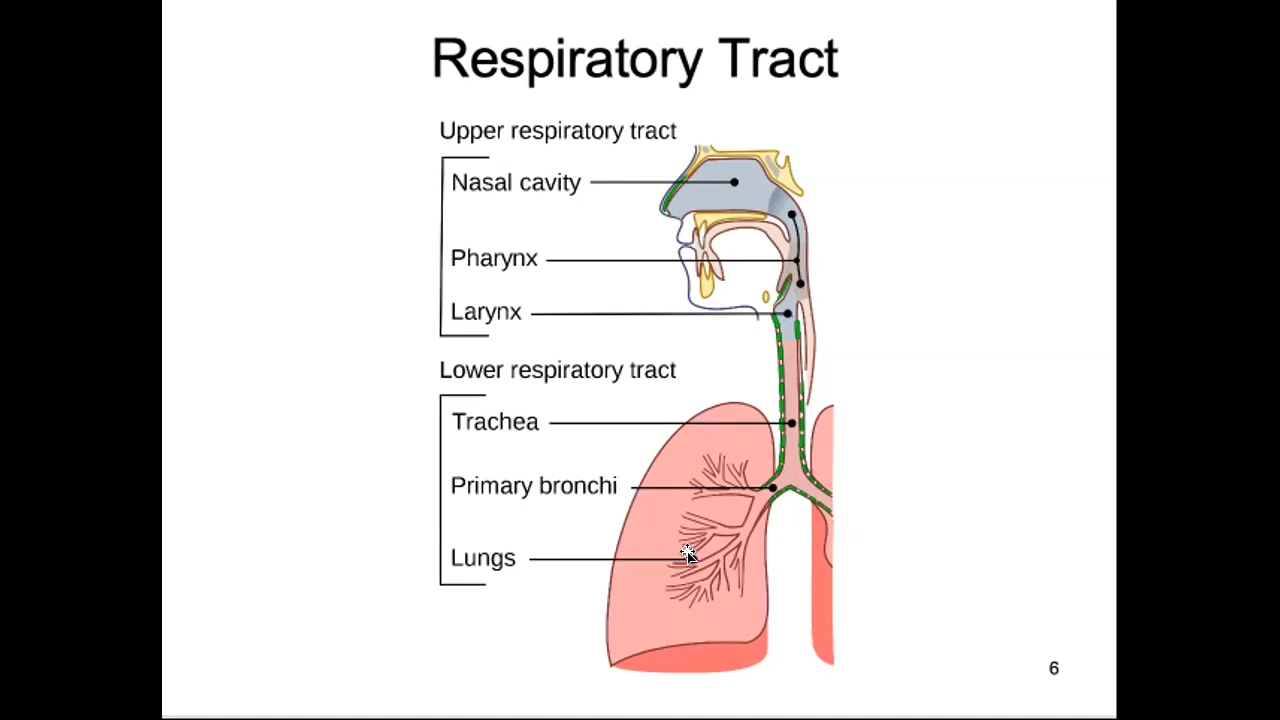 Respiratory Tract
Upper respiratory tract
Nasal cavity
Pharynx
Larynx
Lower respiratory tract
Trachea
Primary bronchi
Lungs
6